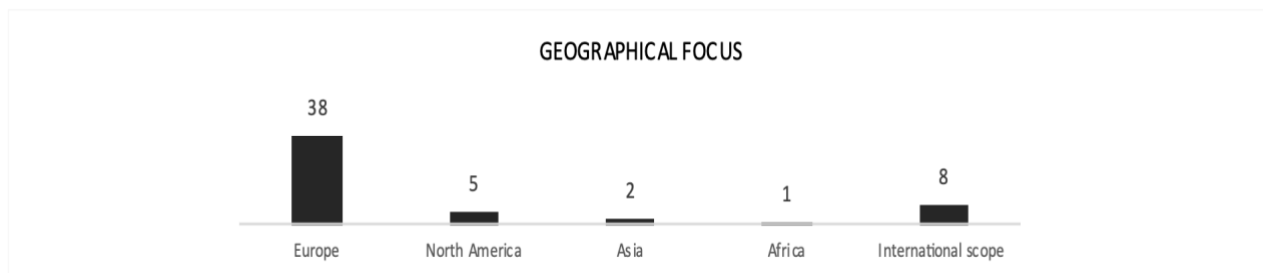 GEOGRAPHICAL FOCUS
38
5
2
1
8
Europe
North America
Asia
Africa
International scope